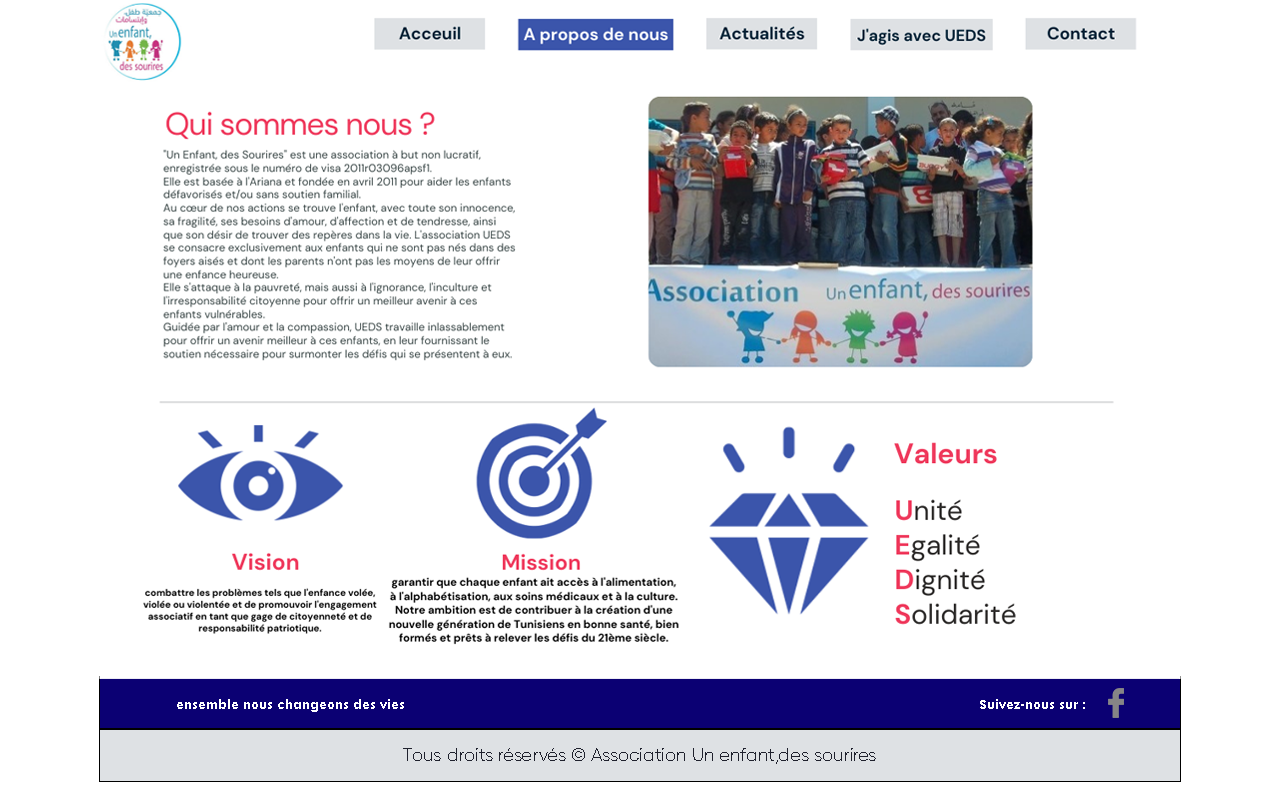 جمعيّة طفل
وإبتسامات
Un enfant,
des sourires
Acceuil
A propos de nous
Actualités
J'agis avec UEDS
Contact
Qui sommes nous ?
"Un Enfant, des Sourires" est une association à but non lucratif,
enregistrée sous le numéro de visa 2011r03096apsf1.
Elle est basée à l'Ariana et fondée en avril 2011 pour aider les enfants
défavorisés et/ou sans soutien familial.
Au cœur de nos actions se trouve l'enfant, avec toute son innocence,
sa fragilité, ses besoins d'amour, d'affection et de tendresse, ainsi
que son désir de trouver des repères dans la vie. L'association UEDS
se consacre exclusivement aux enfants qui ne sont pas nés dans des
foyers aisés et dont les parents n'ont pas les moyens de leur offrir
une enfance heureuse.
Elle s'attaque à la pauvreté, mais aussi à l'ignorance, l'inculture et
l'irresponsabilité citoyenne pour offrir un meilleur avenir à ces
enfants vulnérables.
Guidée par l'amour et la compassion, UEDS travaille inlassablement
pour offrir un avenir meilleur à ces enfants, en leur fournissant le
soutien nécessaire pour surmonter les défis qui se présentent à eux.
Association Un enfant, des sourires
Vision
combattre les problèmes tels que l'enfance volée,
violée ou violentée et de promouvoir l'engagement
associatif en tant que gage de citoyenneté et de
responsabilité patriotique.
Mission
garantir que chaque enfant ait accès à l'alimentation,
à l'alphabétisation, aux soins médicaux et à la culture.
Notre ambition est de contribuer à la création d'une
nouvelle génération de Tunisiens en bonne santé, bien
formés et prêts à relever les défis du 21ème siècle.
Valeurs
Unité
Egalité
Dignité
Solidarité
ensemble nous changeons des vies
Suivez-nous sur :
Tous droits réservés © Association Un enfant,des sourires